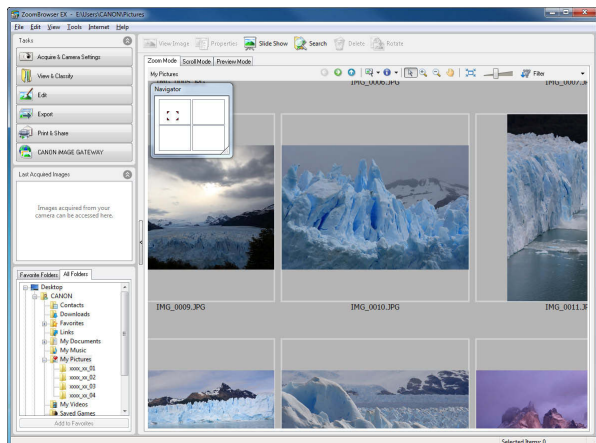 ZoomBrowser EX - E:\Users\CANON\Pictures
File Edit View Tools Internet Help
Tasks
Acquire & Camera Settings
View & Classify
Edit
Export
Print & Share
CANON iMAGE GATEWAY
Last Acquired Images
Images acquired from your
camera can be accessed here.
Favorite Folders All Folders
Desktop
CANON
Contacts
Downloads
Favorites
Links
My Documents
My Music
My Pictures
xxxx_xx_01
xxxx_xx_02
xxxx_xx_03
xxxx_xx_04
My Videos
Saved Games
Add to Favorites
View Image Properties Slide Show Search Delete Rotate
Zoom Mode Scroll Mode Preview Mode
My Pictures
Filter
Navigator
IMG_0006.JPG
IMG_0009.JPG
IMG_0010.JPG
Selected Items: 0